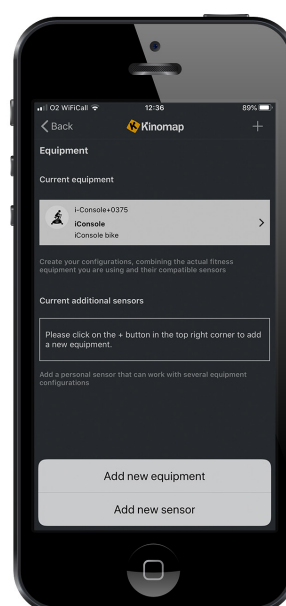 O2 WiFiCall 12:36 89%
Back Kinomap +
Equipment
Current equipment
i-Console+0375
iConsole
iConsole bike
Create your configurations, combining the actual fitness
equipment you are using and their compatible sensors
Current additional sensors
Please click on the + button in the top right corner to add
a new equipment.
Add a personal sensor that can work with several equipment
configurations
Add new equipment
Add new sensor